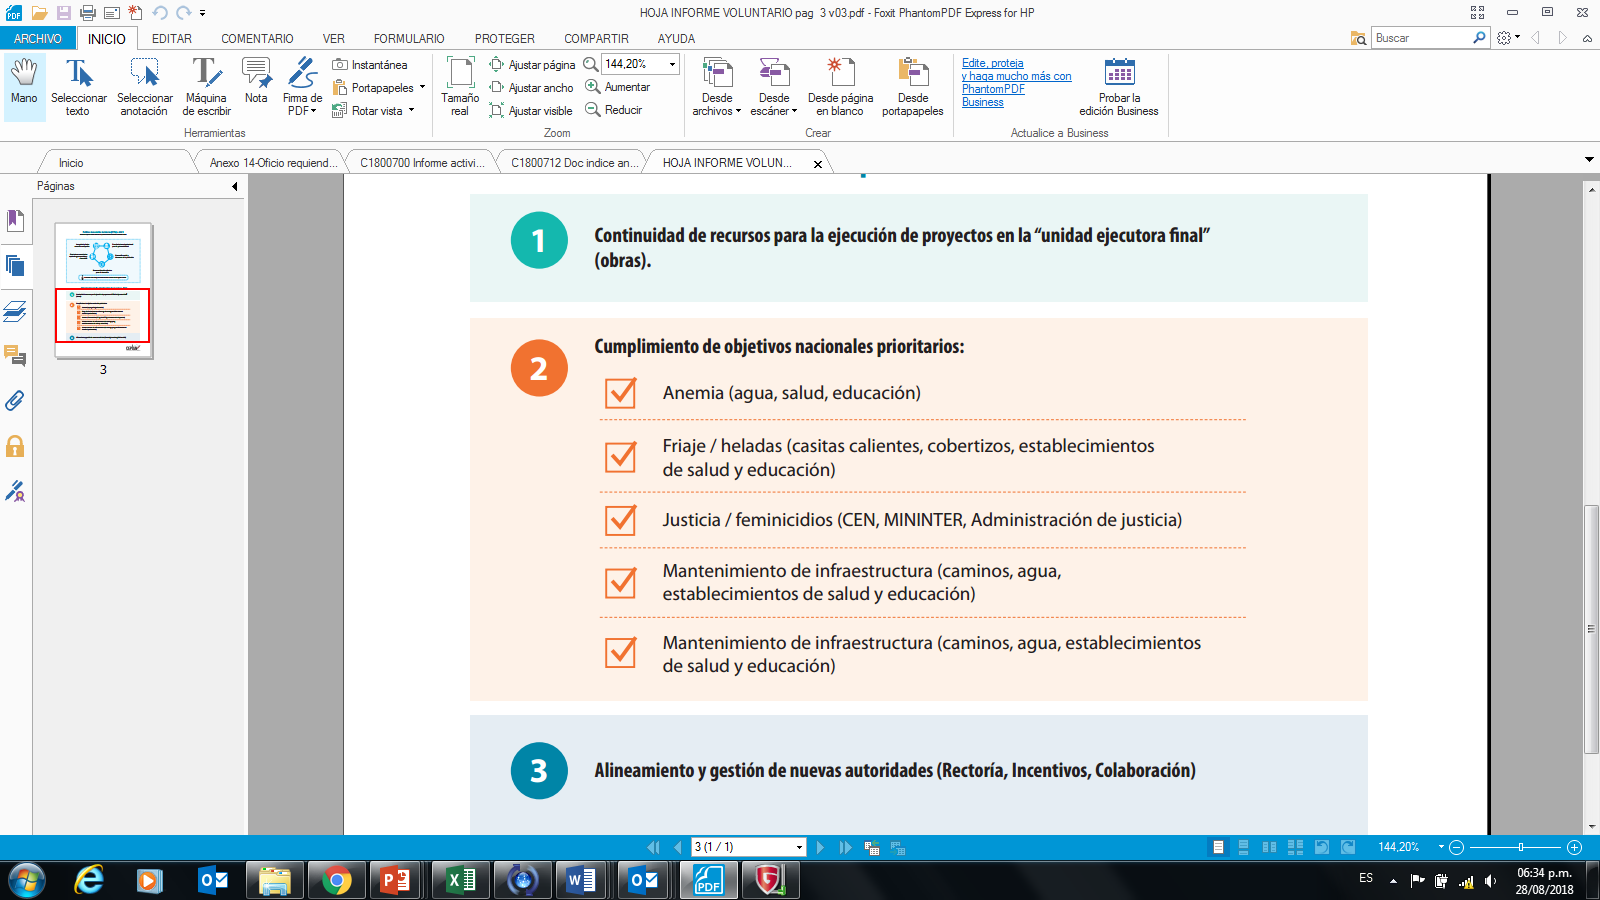 HOJA INFORME VOLUNTARIO pag  3 v03.pdf - Foxit PhantomPDF Express for HP
ARCHIVO INICIO EDITAR COMENTARIO VER FORMULARIO PROTEGER COMPARTIR AYUDA
Buscar
Mano
Seleccionar
texto
Seleccionar
anotación
Máquina
de escribir
Nota
Firma de
PDF
Instantánea
Portapapeles
Rotar vista
Herramientas
Tamaño
real
Ajustar página
Ajustar ancho
Ajustar visible
144,20%
Aumentar
Reducir
Zoom
Desde
archivos
Desde
escáner
Desde página
en blanco
Desde
portapapeles
Crear
Edite, proteja
y haga mucho más con
PhantomPDF
Business
Probar la
edición Business
Actualice a Business
Inicio
Anexo 14-Oficio requiend...
C1800700 Informe activi...
C1800712 Doc indice an...
HOJA INFORME VOLUN...
Páginas
3
1
Continuidad de recursos para la ejecución de proyectos en la “unidad ejecutora final”
(obras).
2
Cumplimiento de objetivos nacionales prioritarios:
Anemia (agua, salud, educación)
Friaje / heladas (casitas calientes, cobertizos, establecimientos
de salud y educación)
Justicia / feminicidios (CEN, MININTER, Administración de justicia)
Mantenimiento de infraestructura (caminos, agua,
establecimientos de salud y educación)
Mantenimiento de infraestructura (caminos, agua, establecimientos
de salud y educación)
3
Alineamiento y gestión de nuevas autoridades (Rectoría, Incentivos, Colaboración)
3 (1 / 1)
144,20%
ES
06:34 p.m.
28/08/2018